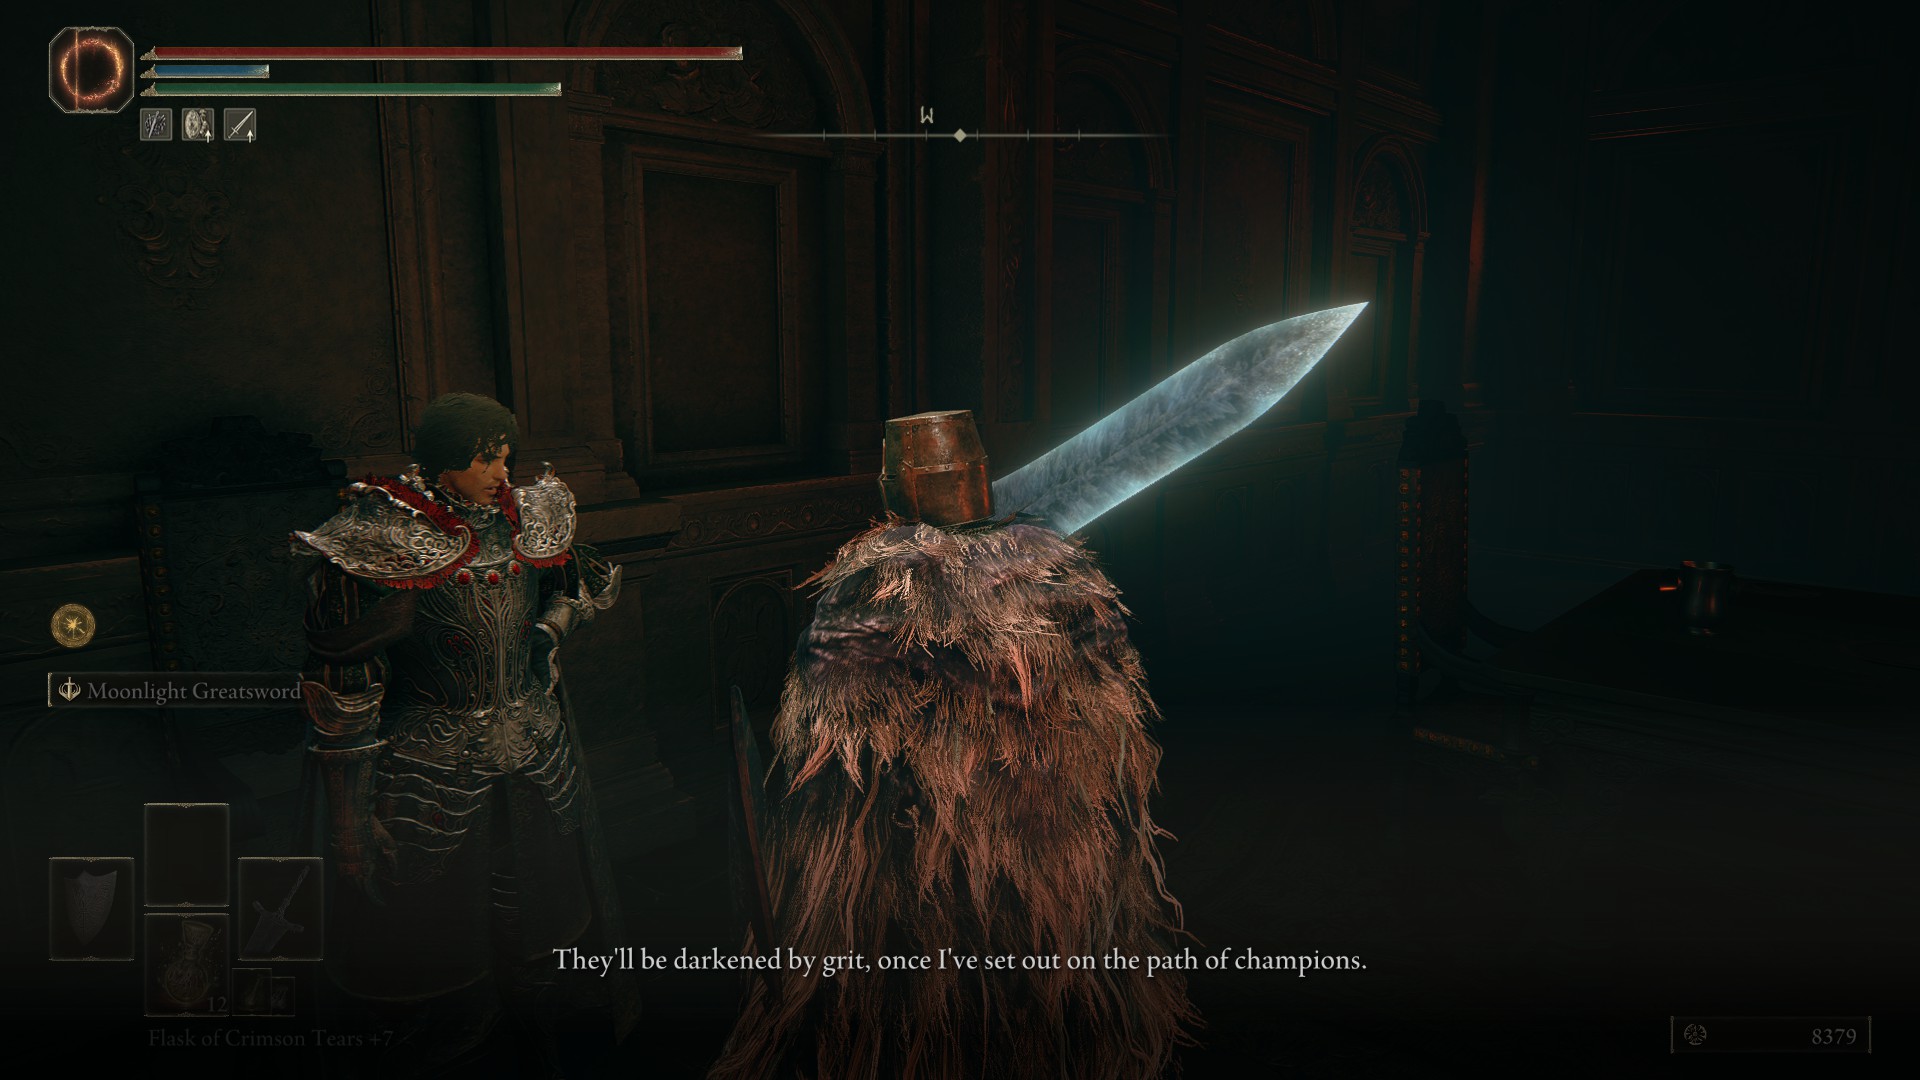 W
Moonlight Greatsword
They'll be darkened by grit, once I've set out on the path of champions.
12
Flask of Crimson Tears +7
8379